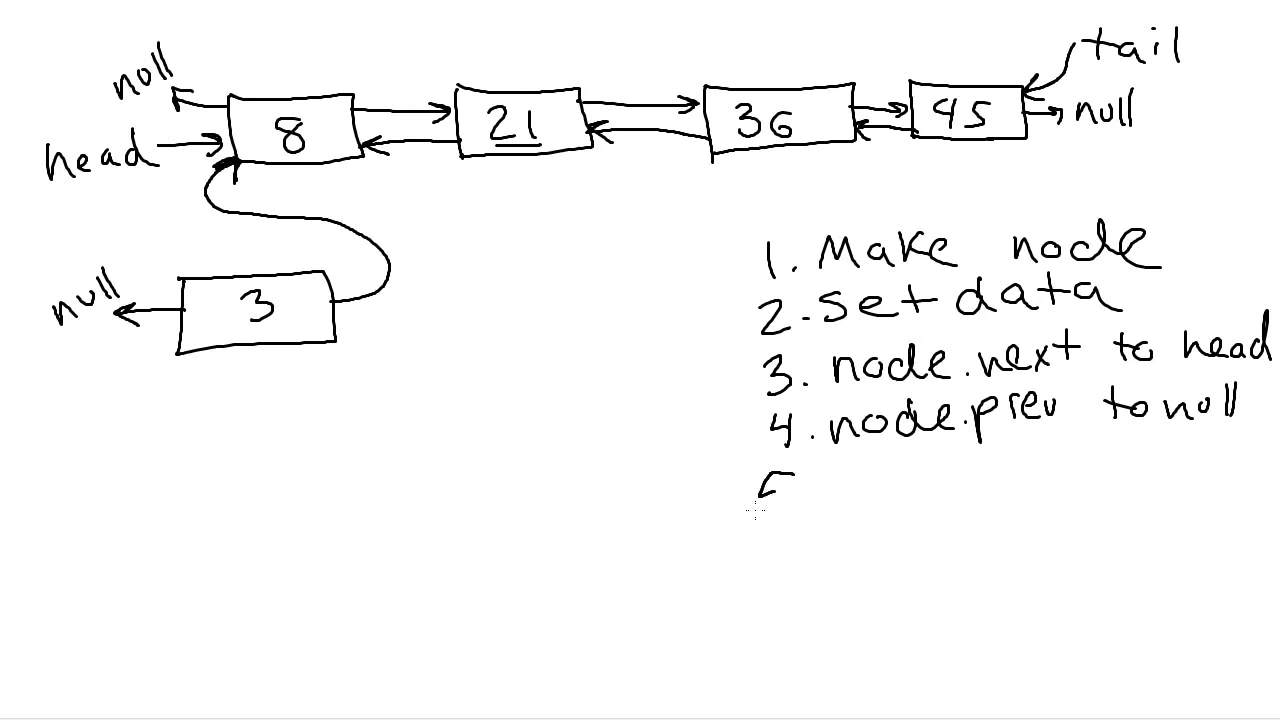 tail
null
8
21
36
45
null
head
1. Make node
null
3
2. set data
3. node.next to head
4. node.prev to null